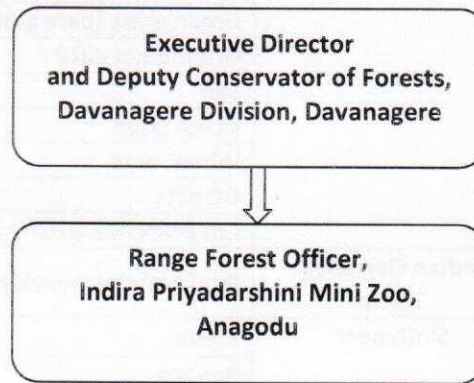 Executive Director
and Deputy Conservator of Forests,
Davanagere Division, Davanagere
Range Forest Officer,
Indira Priyadarshini Mini Zoo,
Anagodu